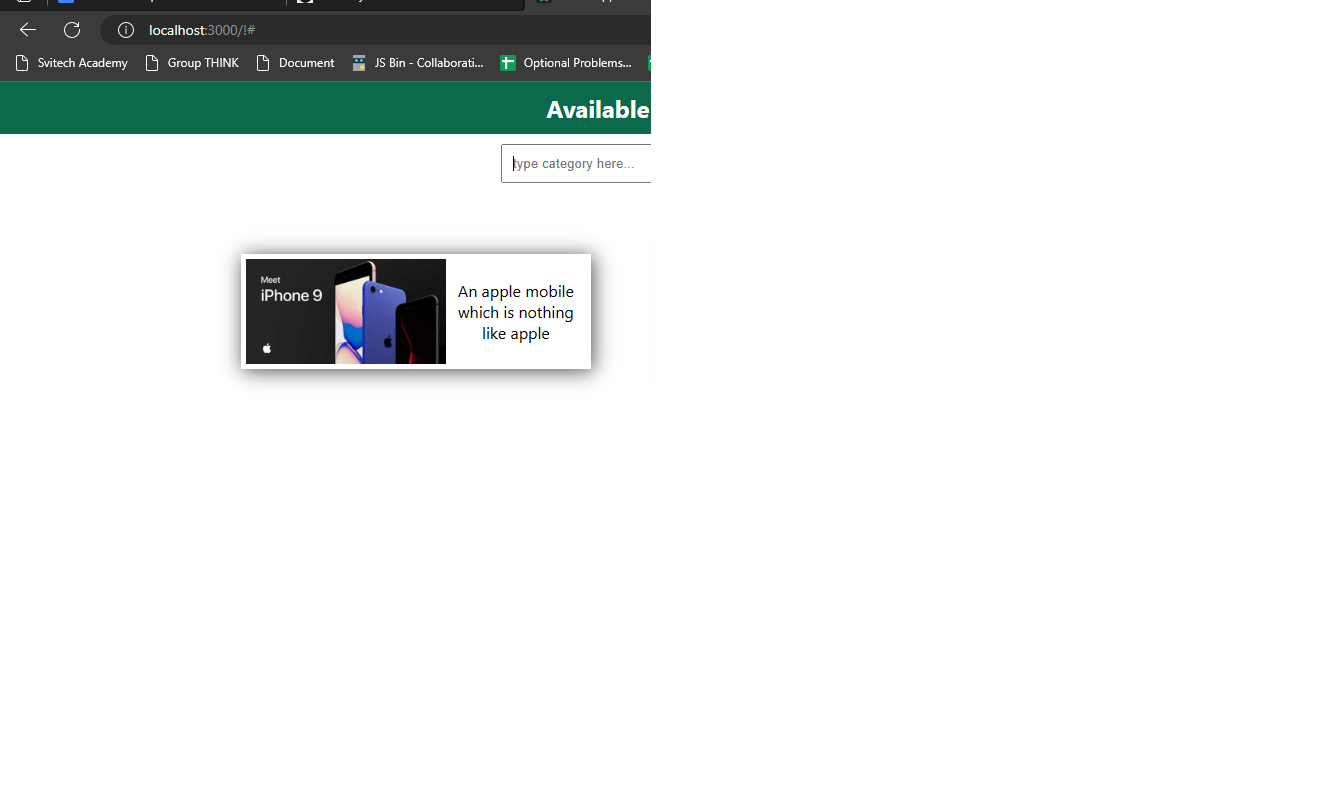 localhost:3000/!#
Svitech Academy Group THINK Document JS Bin - Collaborati... Optional Problems...
Available
type category here...
Meet
iPhone 9
An apple mobile
which is nothing
like apple